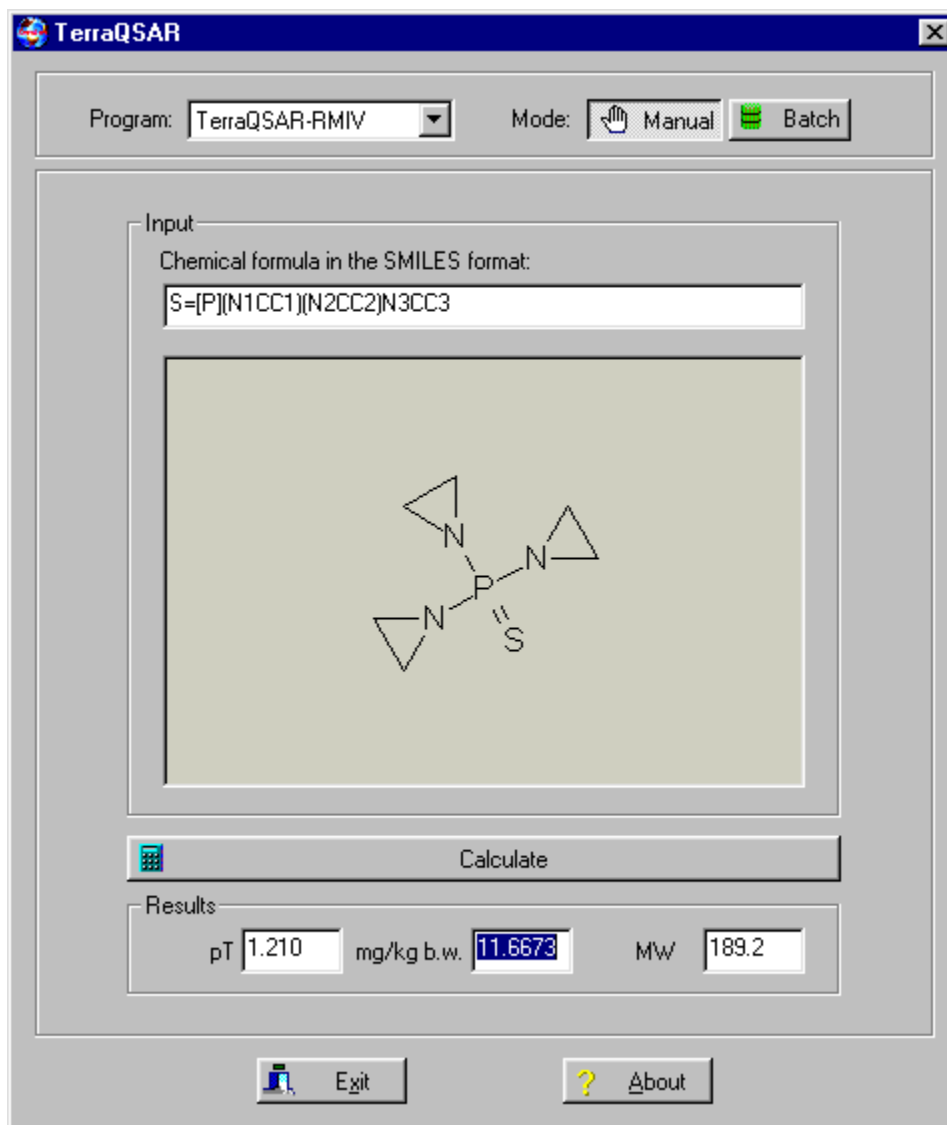 TerraQSAR
Program: TerraQSAR-RMIV Mode: Manual Batch
Input
Chemical formula in the SMILES format:
S=[P](N1CC1)(N2CC2)N3CC3
N
N
P
N
S
Calculate
Results
pT 1.210 mg/kg b.w. 11.6673 MW 189.2
Exit ? About